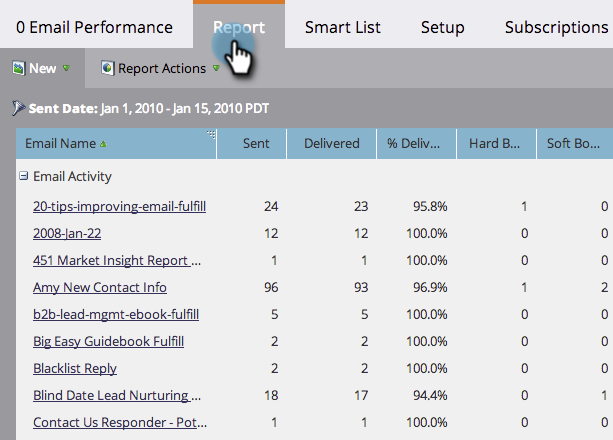 0 Email Performance Report Smart List Setup Subscriptions
New Report Actions
Sent Date: Jan 1, 2010 - Jan 15, 2010 PDT
Email Name Sent Delivered % Deliv... Hard B... Soft Bo...
Email Activity
20-tips-improving-email-fulfill 24 23 95.8% 1 0
2008-Jan-22 12 12 100.0% 0 0
451 Market Insight Report ... 1 1 100.0% 0 0
Amy New Contact Info 96 93 96.9% 1 2
b2b-lead-mgmt-ebook-fulfill 5 5 100.0% 0 0
Big Easy Guidebook Fulfill 2 2 100.0% 0 0
Blacklist Reply 2 2 100.0% 0 0
Blind Date Lead Nurturing ... 18 17 94.4% 0 1
Contact Us Responder - Pot... 1 1 100.0% 0 0